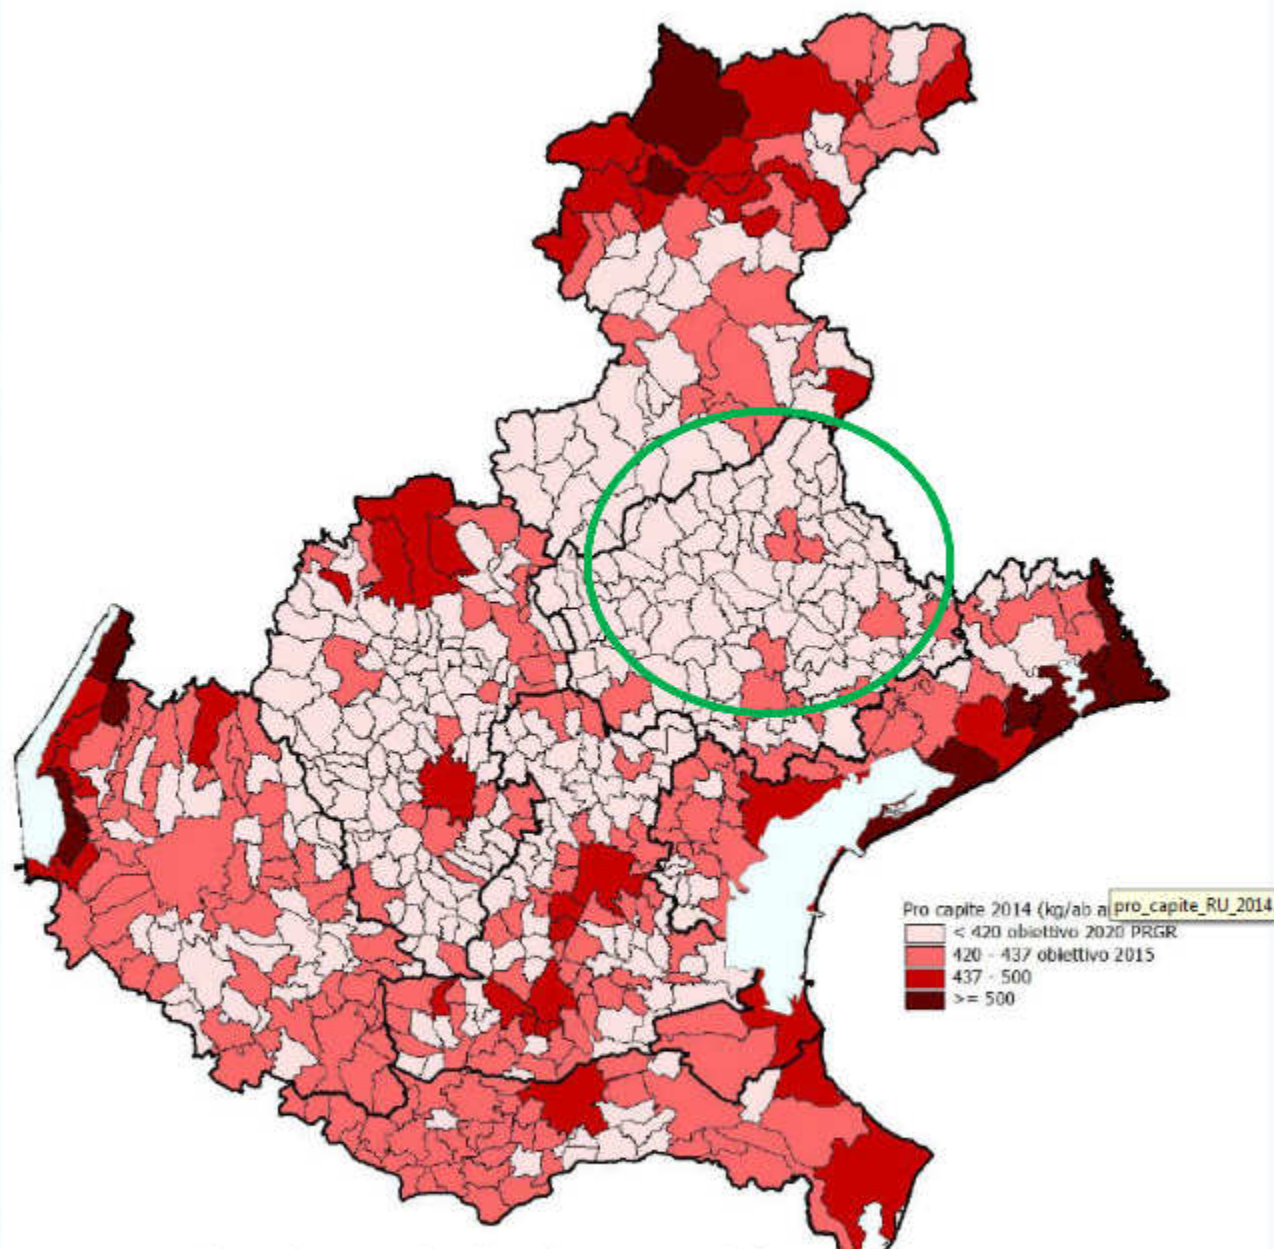 Pro capite 2014 (kg/ab a
pro_capite_RU_2014
< 420 obiettivo 2020 PRGR
420 - 437 obiettivo 2015
437 - 500
>= 500